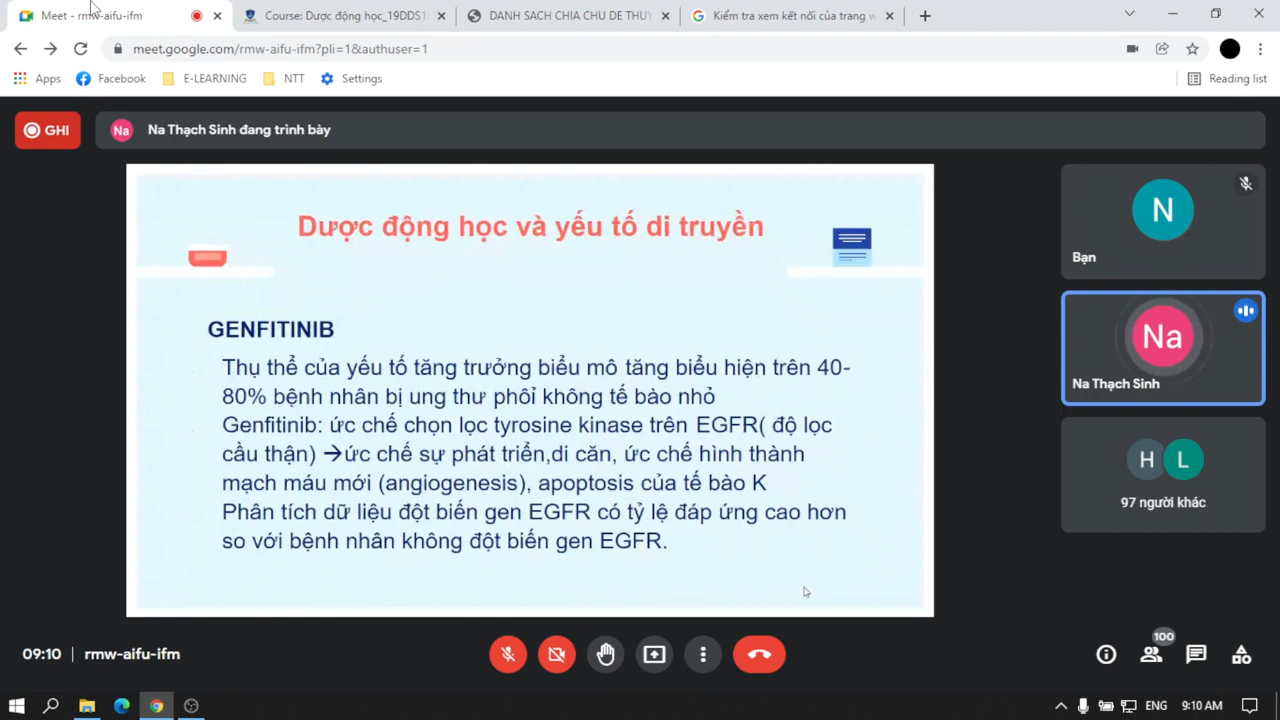 Meet - rmw-aifu-ifm
Course: Dược động học_19DDS1
DANH SACH CHIA CHU DE THUY
Kiểm tra xem kết nối của trang w
meet.google.com/rmw-aifu-ifm?pli=1&authuser=1
Apps
Facebook
E-LEARNING
NTT
Settings
Reading list
GHI
Na
Na Thạch Sinh đang trình bày
Dược động học và yếu tố di truyền
GENFITINIB
Thụ thể của yếu tố tăng trưởng biểu mô tăng biểu hiện trên 40-
80% bệnh nhân bị ung thư phổi không tế bào nhỏ
Genfitinib: ức chế chọn lọc tyrosine kinase trên EGFR( độ lọc
cầu thận) →ức chế sự phát triển,di căn, ức chế hình thành
mạch máu mới (angiogenesis), apoptosis của tế bào K
Phân tích dữ liệu đột biến gen EGFR có tỷ lệ đáp ứng cao hơn
so với bệnh nhân không đột biến gen EGFR.
N
Bạn
Na
Na Thạch Sinh
H
L
97 người khác
09:10 | rmw-aifu-ifm
100
ENG
9:10 AM